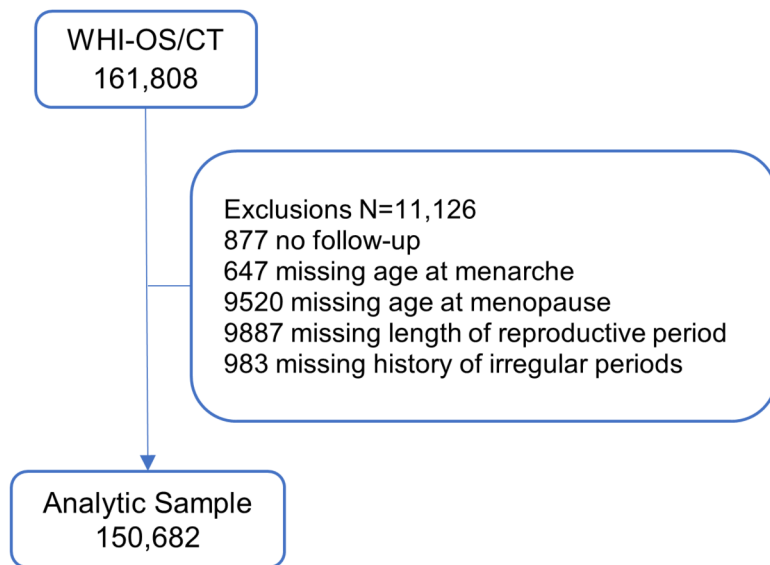 WHI-OS/CT
161,808
Exclusions N=11,126
877 no follow-up
647 missing age at menarche
9520 missing age at menopause
9887 missing length of reproductive period
983 missing history of irregular periods
Analytic Sample
150,682